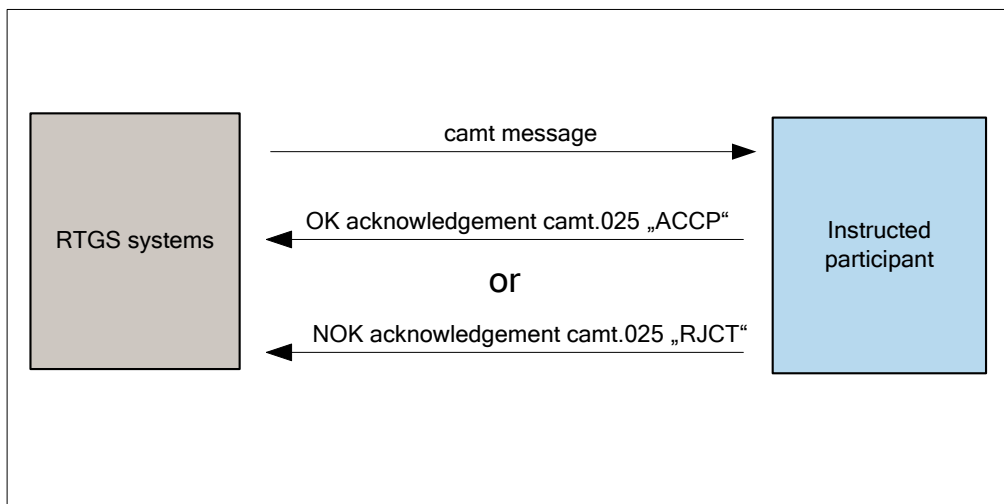 RTGS systems
camt message
OK acknowledgement camt.025 „ACCP“
or
NOK acknowledgement camt.025 „RJCT“
Instructed
participant